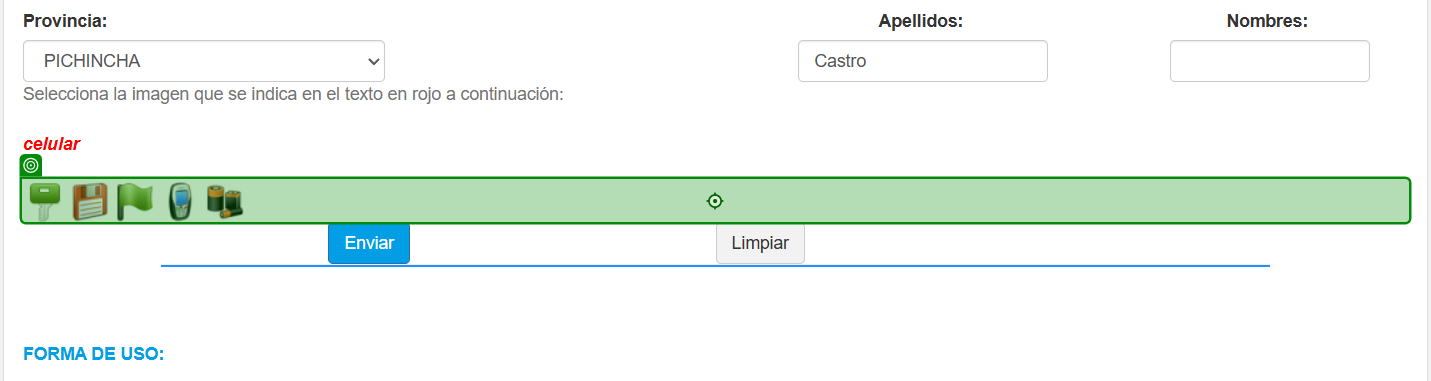 Provincia: Apellidos: Nombres:
PICHINCHA Castro
Selecciona la imagen que se indica en el texto en rojo a continuación:
celular
Enviar Limpiar
FORMA DE USO: